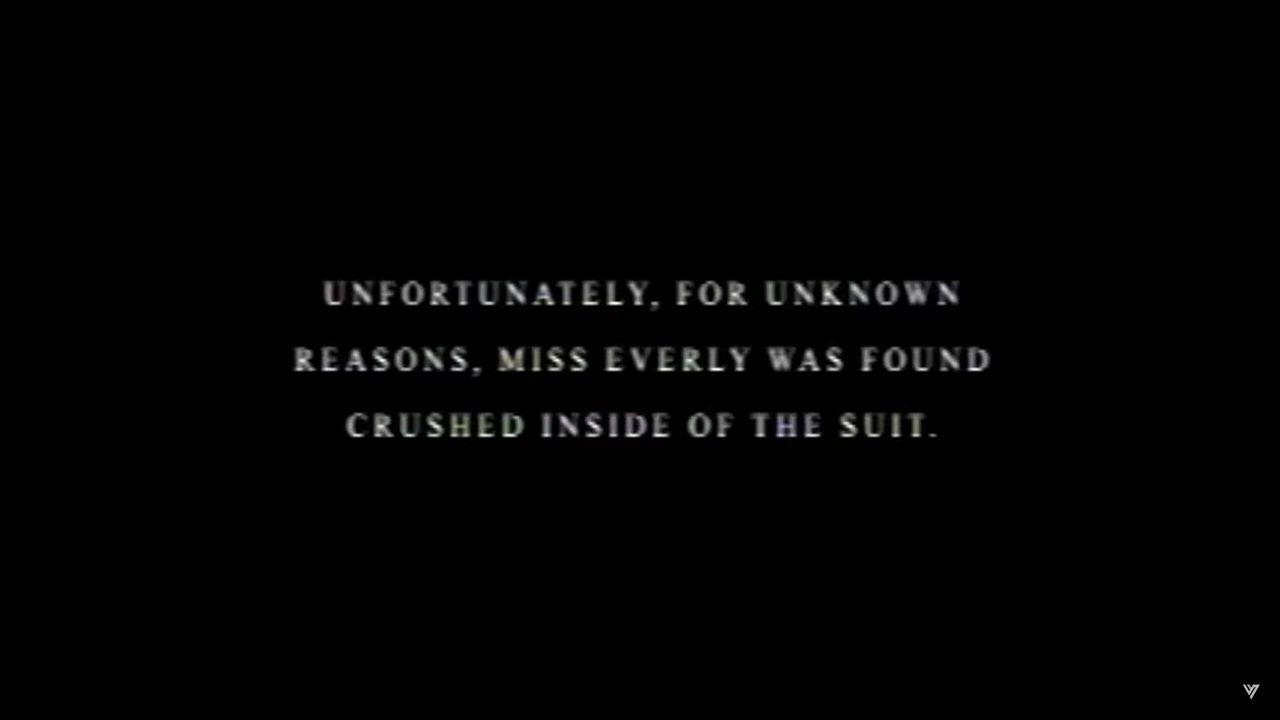 UNFORTUNATELY, FOR UNKNOWN
REASONS, MISS EVERLY WAS FOUND
CRUSHED INSIDE OF THE SUIT.